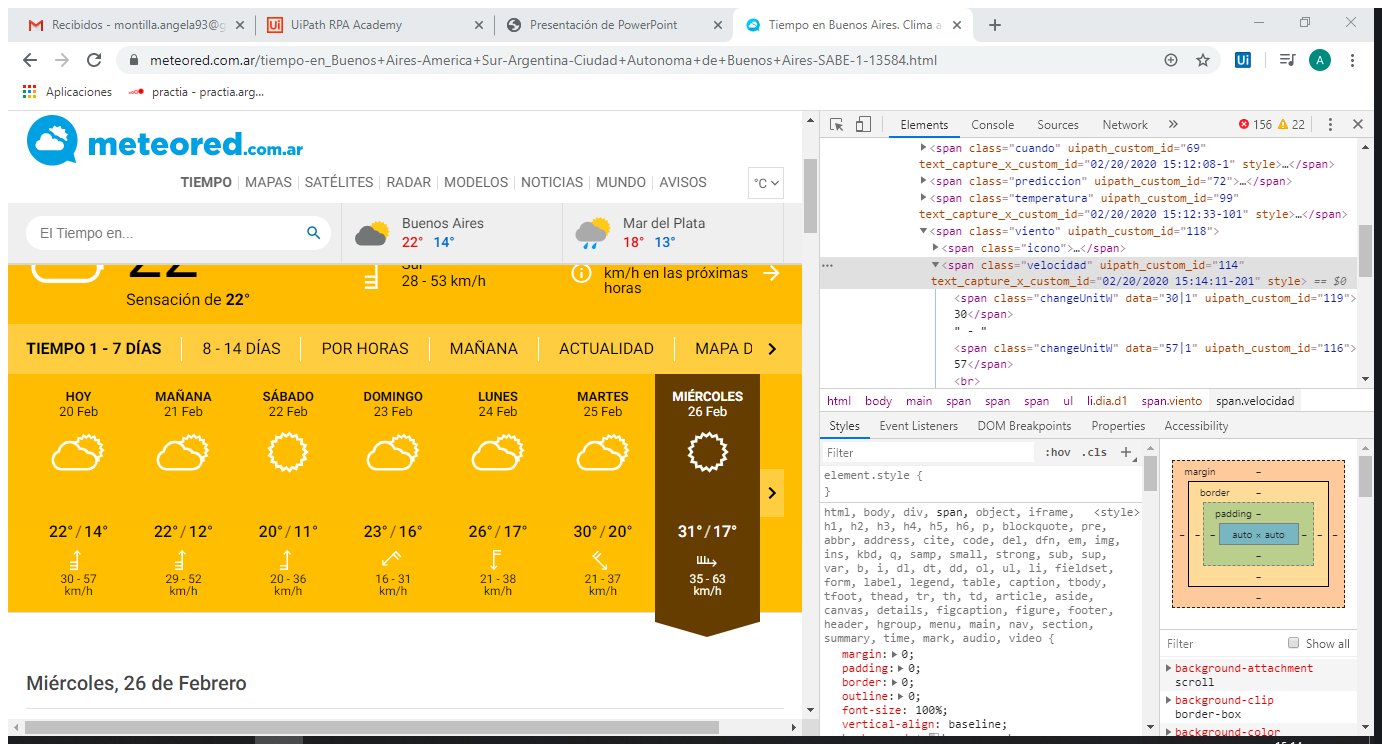 Recibidos - montilla.angela93@g
UiPath RPA Academy
Presentación de PowerPoint
Tiempo en Buenos Aires. Clima a
meteored.com.ar/tiempo-en_Buenos+Aires-America+Sur-Argentina-Ciudad+Autonoma+de+Buenos+Aires-SABE-1-13584.html
Ui
A
Aplicaciones
practia - practia.arg...
meteored.com.ar
TIEMPO MAPAS SATÉLITES RADAR MODELOS NOTICIAS MUNDO AVISOS
°C
El Tiempo en...
Buenos Aires
22° 14°
Mar del Plata
18° 13°
Sensación de 22°
28 - 53 km/h
km/h en las próximas
horas
TIEMPO 1 - 7 DÍAS 8 - 14 DÍAS POR HORAS MAÑANA ACTUALIDAD MAPA D
HOY MAÑANA SÁBADO DOMINGO LUNES MARTES MIÉRCOLES
20 Feb 21 Feb 22 Feb 23 Feb 24 Feb 25 Feb 26 Feb
22° / 14° 22° / 12° 20° / 11° 23° / 16° 26° / 17° 30° / 20° 31° / 17°
30 - 57 29 - 52 20 - 36 16 - 31 21 - 38 21 - 37 35 - 63
km/h km/h km/h km/h km/h km/h km/h
Miércoles, 26 de Febrero
Elements Console Sources Network » 156 22
<span class="cuando" uipath_custom_id="69"
text_capture_x_custom_id="02/20/2020 15:12:08-1" style>…</span>
<span class="prediccion" uipath_custom_id="72">…</span>
<span class="temperatura" uipath_custom_id="99"
text_capture_x_custom_id="02/20/2020 15:12:33-101" style>…</span>
<span class="viento" uipath_custom_id="118">
<span class="icono">…</span>
<span class="velocidad" uipath_custom_id="114"
text_capture_x_custom_id="02/20/2020 15:14:11-201" style> == $0
<span class="changeUnitW" data="30|1" uipath_custom_id="119">
30</span>
" - "
<span class="changeUnitW" data="57|1" uipath_custom_id="116">
57</span>
<br>
html body main span span span ul li.dia.d1 span.viento span.velocidad
Styles Event Listeners DOM Breakpoints Properties Accessibility
Filter :hov .cls +
element.style {
}
html, body, div, span, object, iframe, <style>
h1, h2, h3, h4, h5, h6, p, blockquote, pre,
abbr, address, cite, code, del, dfn, em, img,
ins, kbd, q, samp, small, strong, sub, sup,
var, b, i, dl, dt, dd, ol, ul, li, fieldset,
form, label, legend, table, caption, tbody,
tfoot, thead, tr, th, td, article, aside,
canvas, details, figcaption, figure, footer,
header, hgroup, menu, main, nav, section,
summary, time, mark, audio, video {
margin: 0;
padding: 0;
border: 0;
outline: 0;
font-size: 100%;
vertical-align: baseline;
margin –
border –
padding –
auto × auto
Filter Show all
background-attachment
scroll
background-clip
border-box
background-color